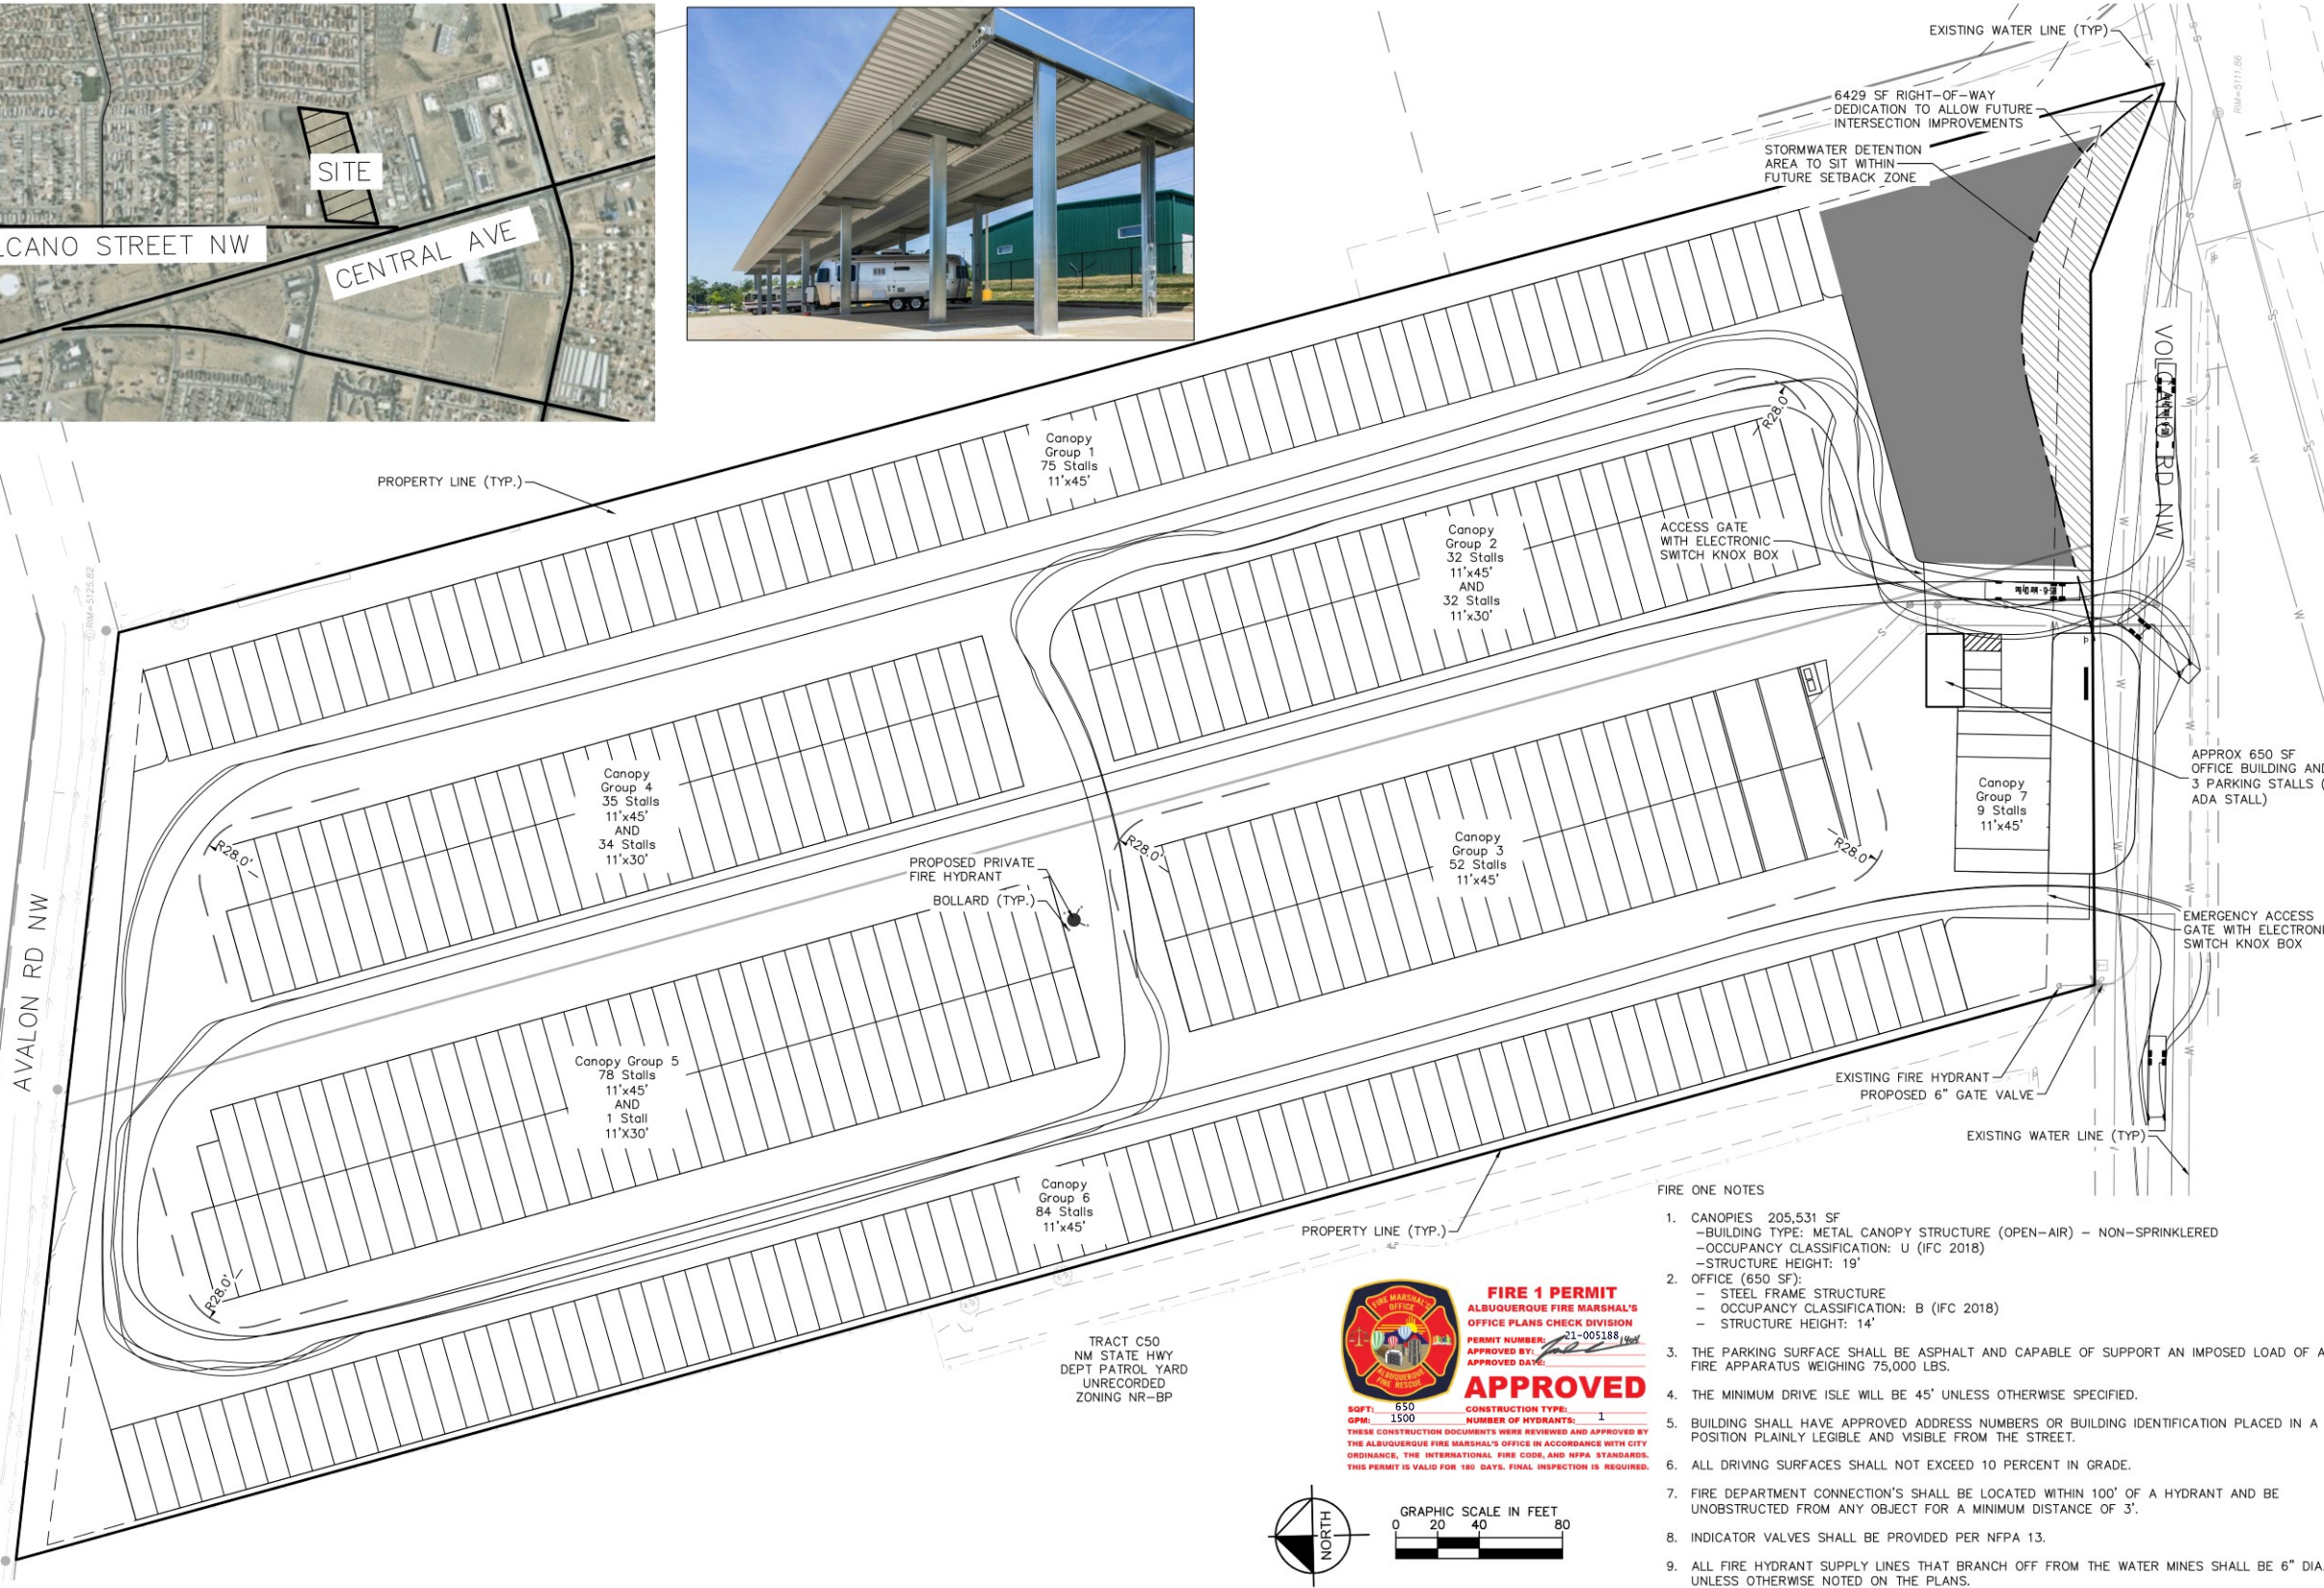 SITE
LCANO STREET NW
CENTRAL AVE
EXISTING WATER LINE (TYP)
6429 SF RIGHT-OF-WAY
DEDICATION TO ALLOW FUTURE
INTERSECTION IMPROVEMENTS
STORMWATER DETENTION
AREA TO SIT WITHIN
FUTURE SETBACK ZONE
RIM=5111.86
VOLCANO RD NW
PROPERTY LINE (TYP.)
Canopy
Group 1
75 Stalls
11'x45'
R28.0'
Canopy
Group 2
32 Stalls
11'x45'
AND
32 Stalls
11'x30'
ACCESS GATE
WITH ELECTRONIC
SWITCH KNOX BOX
RIM=5125.82
AVALON RD NW
Canopy
Group 4
35 Stalls
11'x45'
AND
34 Stalls
11'x30'
R28.0'
PROPOSED PRIVATE
FIRE HYDRANT
BOLLARD (TYP.)
R28.0'
Canopy
Group 3
52 Stalls
11'x45'
R28.0'
Canopy
Group 7
9 Stalls
11'x45'
APPROX 650 SF
OFFICE BUILDING AND
3 PARKING STALLS (
ADA STALL)
EMERGENCY ACCESS
GATE WITH ELECTRONI
SWITCH KNOX BOX
Canopy Group 5
78 Stalls
11'x45'
AND
1 Stall
11'X30'
R28.0'
EXISTING FIRE HYDRANT
PROPOSED 6" GATE VALVE
EXISTING WATER LINE (TYP)
Canopy
Group 6
84 Stalls
11'x45'
PROPERTY LINE (TYP.)
TRACT C50
NM STATE HWY
DEPT PATROL YARD
UNRECORDED
ZONING NR-BP
FIRE MARSHAL'S
OFFICE
ALBUQUERQUE
FIRE RESCUE
FIRE 1 PERMIT
ALBUQUERQUE FIRE MARSHAL'S
OFFICE PLANS CHECK DIVISION
PERMIT NUMBER: 21-005188
APPROVED BY:
APPROVED DATE:
APPROVED
SQFT: 650 CONSTRUCTION TYPE:
GPM: 1500 NUMBER OF HYDRANTS: 1
THESE CONSTRUCTION DOCUMENTS WERE REVIEWED AND APPROVED BY
THE ALBUQUERQUE FIRE MARSHAL'S OFFICE IN ACCORDANCE WITH CITY
ORDINANCE, THE INTERNATIONAL FIRE CODE, AND NFPA STANDARDS.
THIS PERMIT IS VALID FOR 180 DAYS. FINAL INSPECTION IS REQUIRED.
NORTH
GRAPHIC SCALE IN FEET
0 20 40 80
FIRE ONE NOTES
1. CANOPIES 205,531 SF
-BUILDING TYPE: METAL CANOPY STRUCTURE (OPEN-AIR) - NON-SPRINKLERED
-OCCUPANCY CLASSIFICATION: U (IFC 2018)
-STRUCTURE HEIGHT: 19'
2. OFFICE (650 SF):
- STEEL FRAME STRUCTURE
- OCCUPANCY CLASSIFICATION: B (IFC 2018)
- STRUCTURE HEIGHT: 14'
3. THE PARKING SURFACE SHALL BE ASPHALT AND CAPABLE OF SUPPORT AN IMPOSED LOAD OF A
FIRE APPARATUS WEIGHING 75,000 LBS.
4. THE MINIMUM DRIVE ISLE WILL BE 45' UNLESS OTHERWISE SPECIFIED.
5. BUILDING SHALL HAVE APPROVED ADDRESS NUMBERS OR BUILDING IDENTIFICATION PLACED IN A
POSITION PLAINLY LEGIBLE AND VISIBLE FROM THE STREET.
6. ALL DRIVING SURFACES SHALL NOT EXCEED 10 PERCENT IN GRADE.
7. FIRE DEPARTMENT CONNECTION'S SHALL BE LOCATED WITHIN 100' OF A HYDRANT AND BE
UNOBSTRUCTED FROM ANY OBJECT FOR A MINIMUM DISTANCE OF 3'.
8. INDICATOR VALVES SHALL BE PROVIDED PER NFPA 13.
9. ALL FIRE HYDRANT SUPPLY LINES THAT BRANCH OFF FROM THE WATER MINES SHALL BE 6" DIA
UNLESS OTHERWISE NOTED ON THE PLANS.